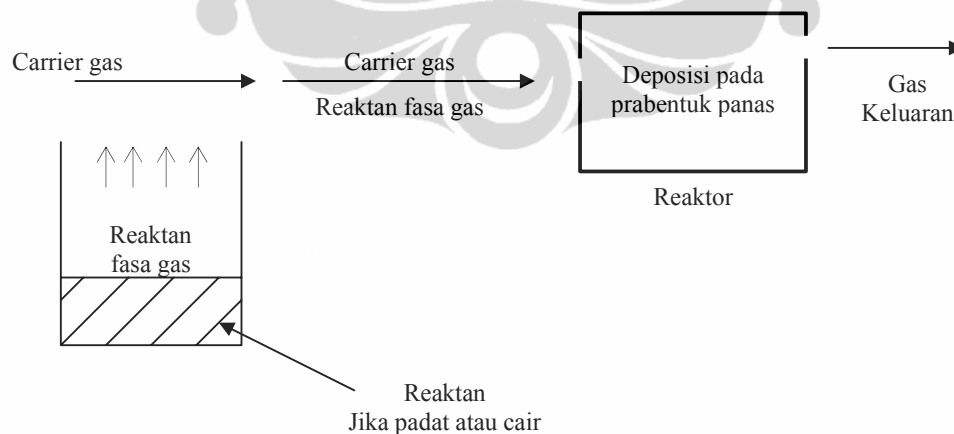 Carrier gas
Carrier gas
Reaktan fasa gas
Deposisi pada
prabentuk panas
Gas
Keluaran
Reaktor
Reaktan
fasa gas
Reaktan
Jika padat atau cair